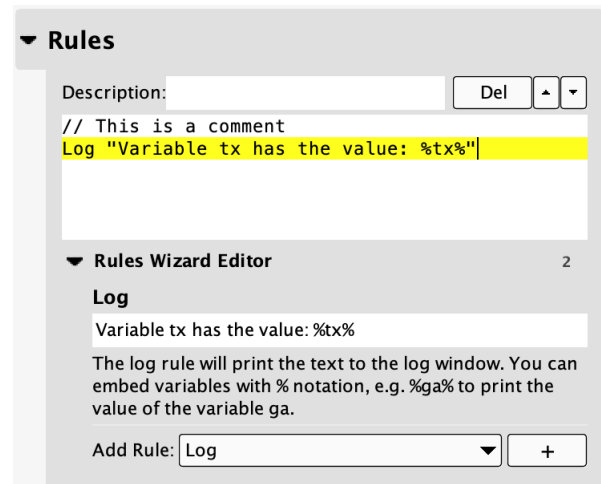 Rules
Description:
Del
// This is a comment
Log "Variable tx has the value: %tx%"
Rules Wizard Editor 2
Log
Variable tx has the value: %tx%
The log rule will print the text to the log window. You can
embed variables with % notation, e.g. %ga% to print the
value of the variable ga.
Add Rule: Log +